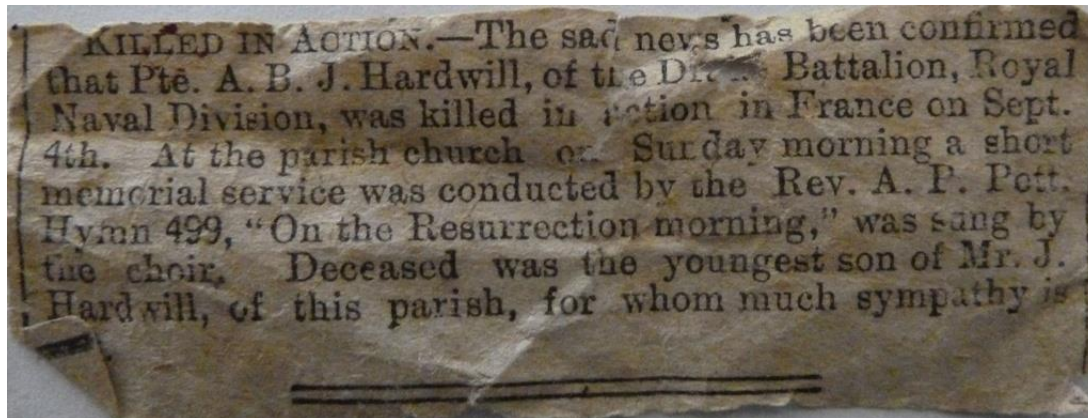 KILLED IN ACTION.—The sad news has been confirmed
that Pte. A. B. J. Hardwill, of the Battalion, Royal
Naval Division, was killed in action in France on Sept.
4th. At the parish church on Sunday morning a short
memorial service was conducted by the Rev. A. P. Pott.
Hymn 499, "On the Resurrection morning," was sung by
the choir. Deceased was the youngest son of Mr. J.
Hardwill, of this parish, for whom much sympathy is